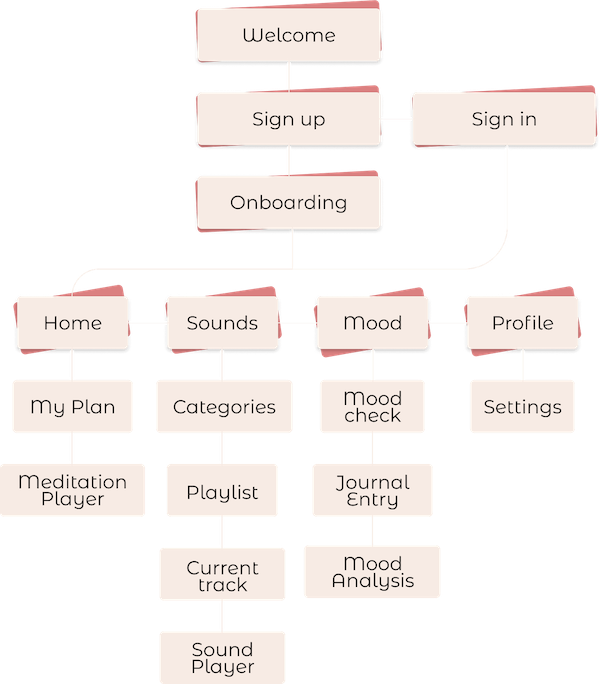 Welcome
Sign up
Sign in
Onboarding
Home
Sounds
Mood
Profile
My Plan
Categories
Mood
check
Settings
Meditation
Player
Playlist
Journal
Entry
Current
track
Mood
Analysis
Sound
Player